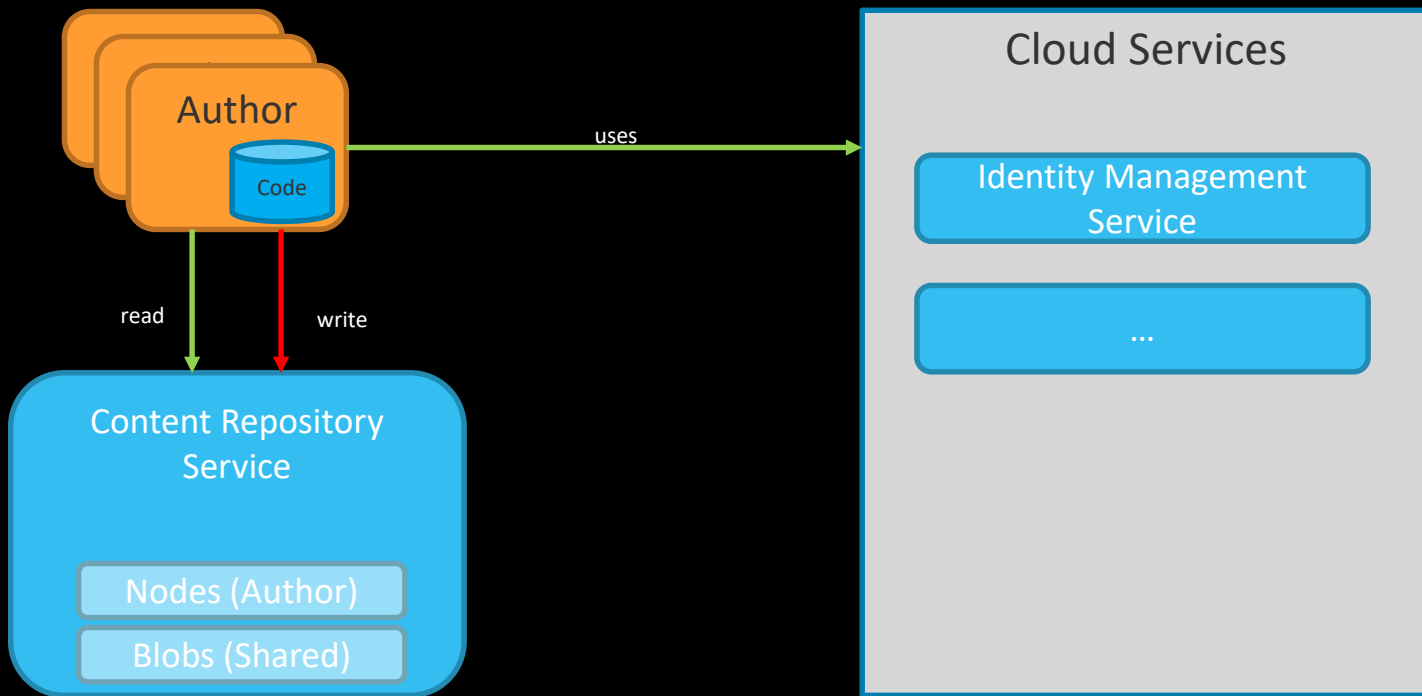 Author
Code
uses
Cloud Services
Identity Management
Service
...
read
write
Content Repository
Service
Nodes (Author)
Blobs (Shared)